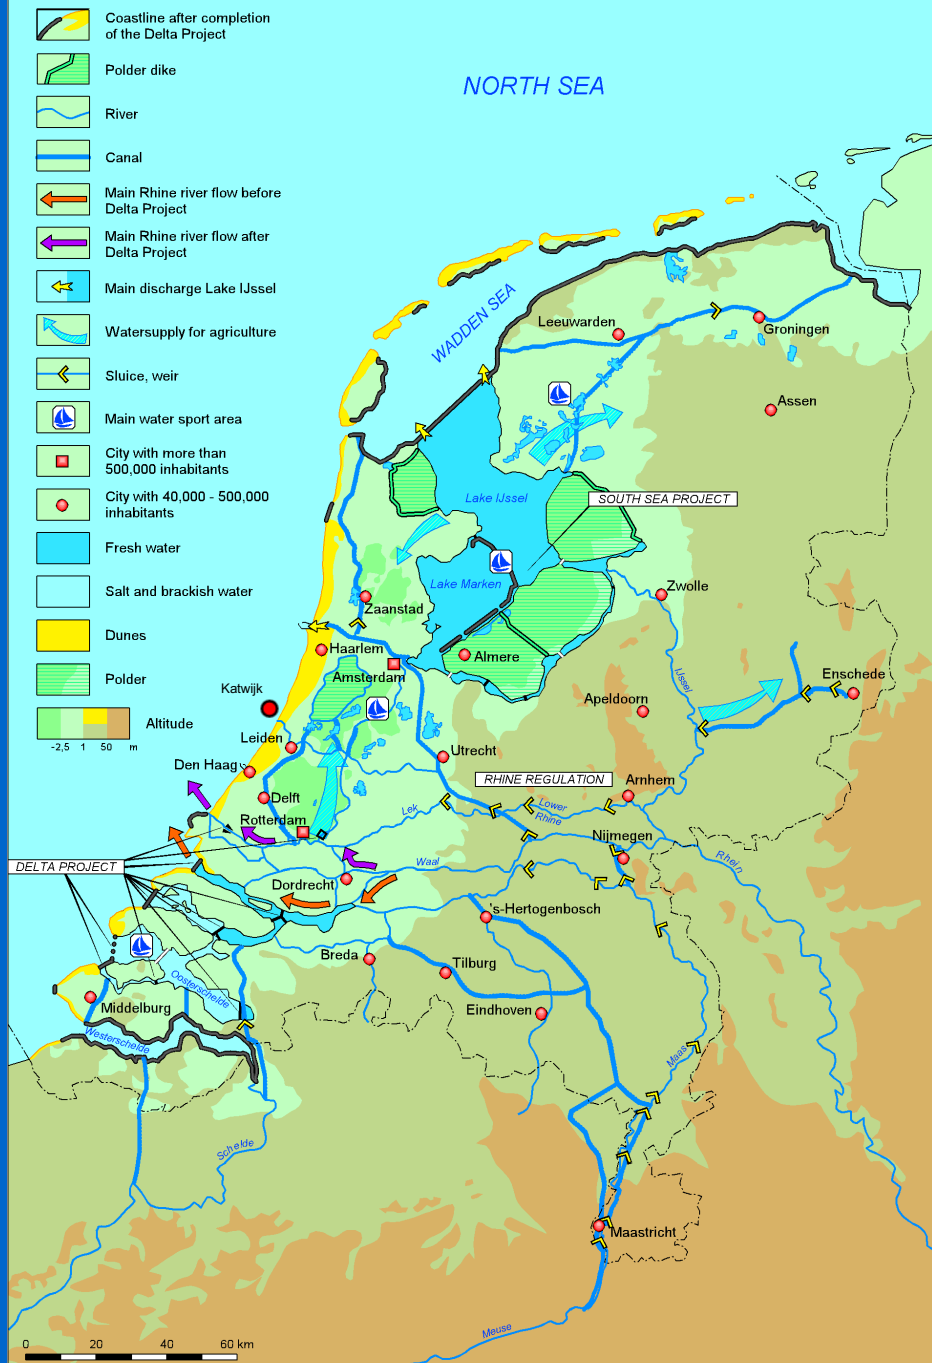 Coastline after completion
of the Delta Project
Polder dike
River
Canal
Main Rhine river flow before
Delta Project
Main Rhine river flow after
Delta Project
Main discharge Lake IJssel
Watersupply for agriculture
Sluice, weir
Main water sport area
City with more than
500,000 inhabitants
City with 40,000 - 500,000
inhabitants
Fresh water
Salt and brackish water
Dunes
Polder
Altitude
-2,5 1 50 m
NORTH SEA
WADDEN SEA
Leeuwarden
Groningen
Assen
Lake IJssel
SOUTH SEA PROJECT
Lake Marken
Zwolle
Zaanstad
Haarlem
Amsterdam
Almere
IJssel
Enschede
Apeldoorn
Katwijk
Leiden
Utrecht
Den Haag
RHINE REGULATION
Arnhem
Delft
Lek
Lower
Rhine
Rotterdam
Nijmegen
Rhein
DELTA PROJECT
Waal
Dordrecht
's-Hertogenbosch
Breda
Tilburg
Oosterschelde
Middelburg
Eindhoven
Westerschelde
Maas
Schelde
Maastricht
Meuse
0 20 40 60 km